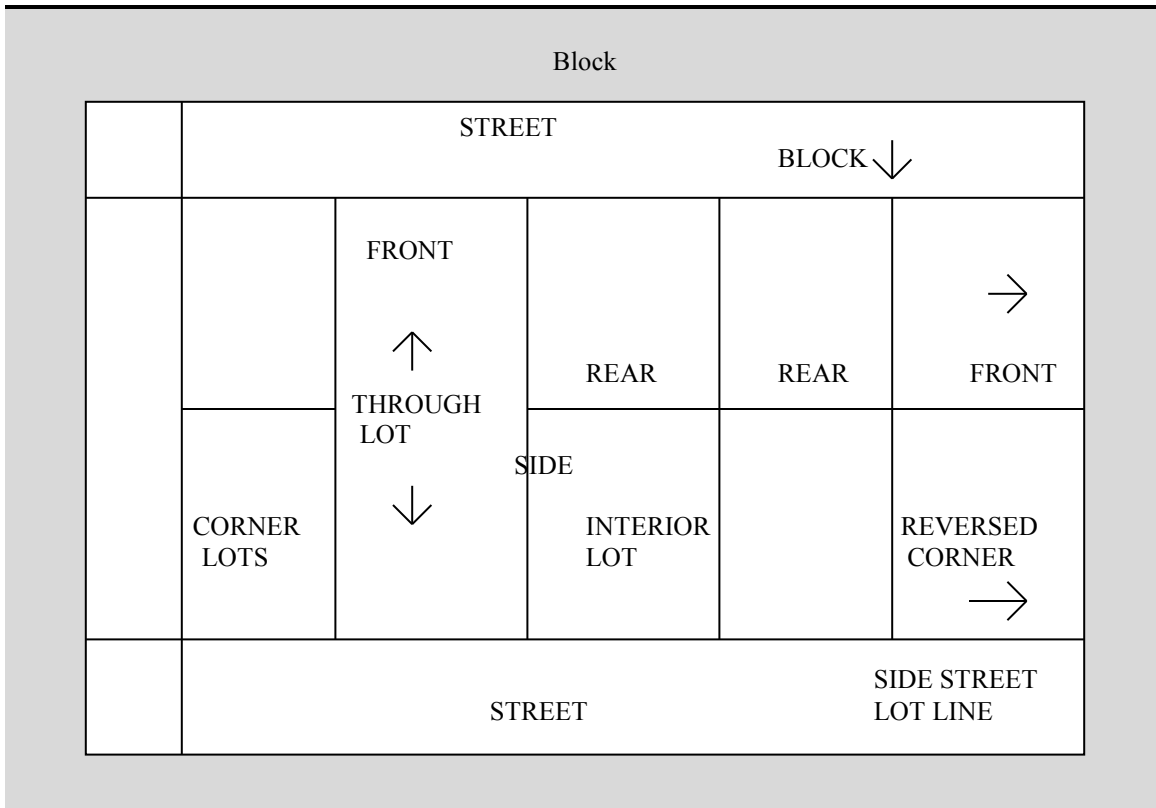 Block
STREET
BLOCK
FRONT
REAR
REAR
FRONT
THROUGH
LOT
SIDE
CORNER
LOTS
INTERIOR
LOT
REVERSED
CORNER
SIDE STREET
LOT LINE
STREET